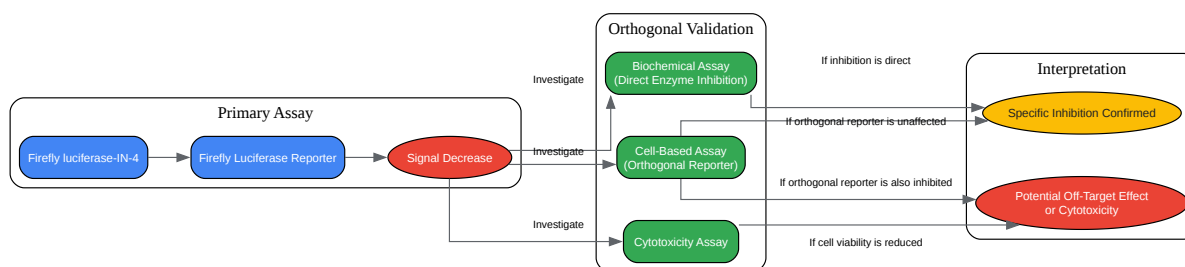 Primary Assay
Firefly luciferase-IN-4
Firefly Luciferase Reporter
Signal Decrease
Investigate
Investigate
Investigate
Orthogonal Validation
Biochemical Assay
(Direct Enzyme Inhibition)
Cell-Based Assay
(Orthogonal Reporter)
Cytotoxicity Assay
If inhibition is direct
If orthogonal reporter is unaffected
If orthogonal reporter is also inhibited
If cell viability is reduced
Interpretation
Specific Inhibition Confirmed
Potential Off-Target Effect
or Cytotoxicity